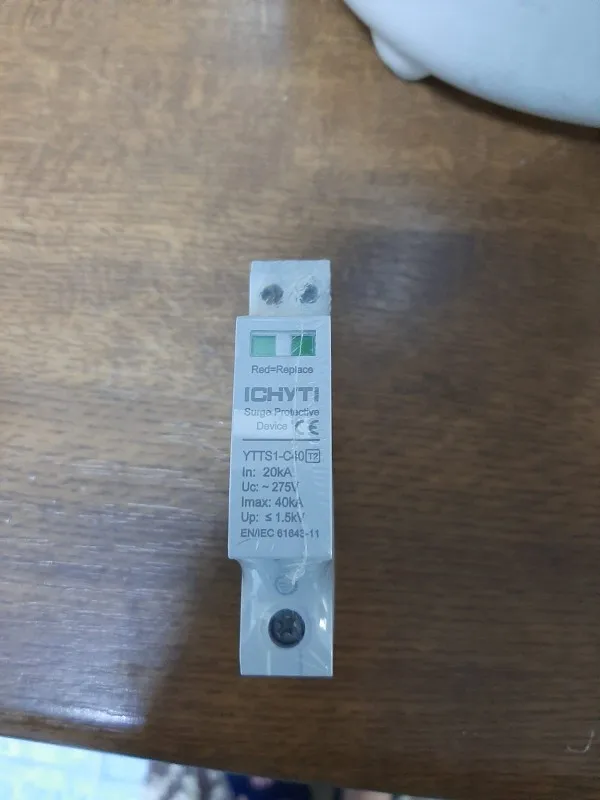 Red=Replace
ICHYTI
Surge Protective
Device CE
YTTS1-C40 T2
In: 20kA
Uc: ~ 275V
Imax: 40kA
Up: ≤ 1.5kV
EN/IEC 61643-11